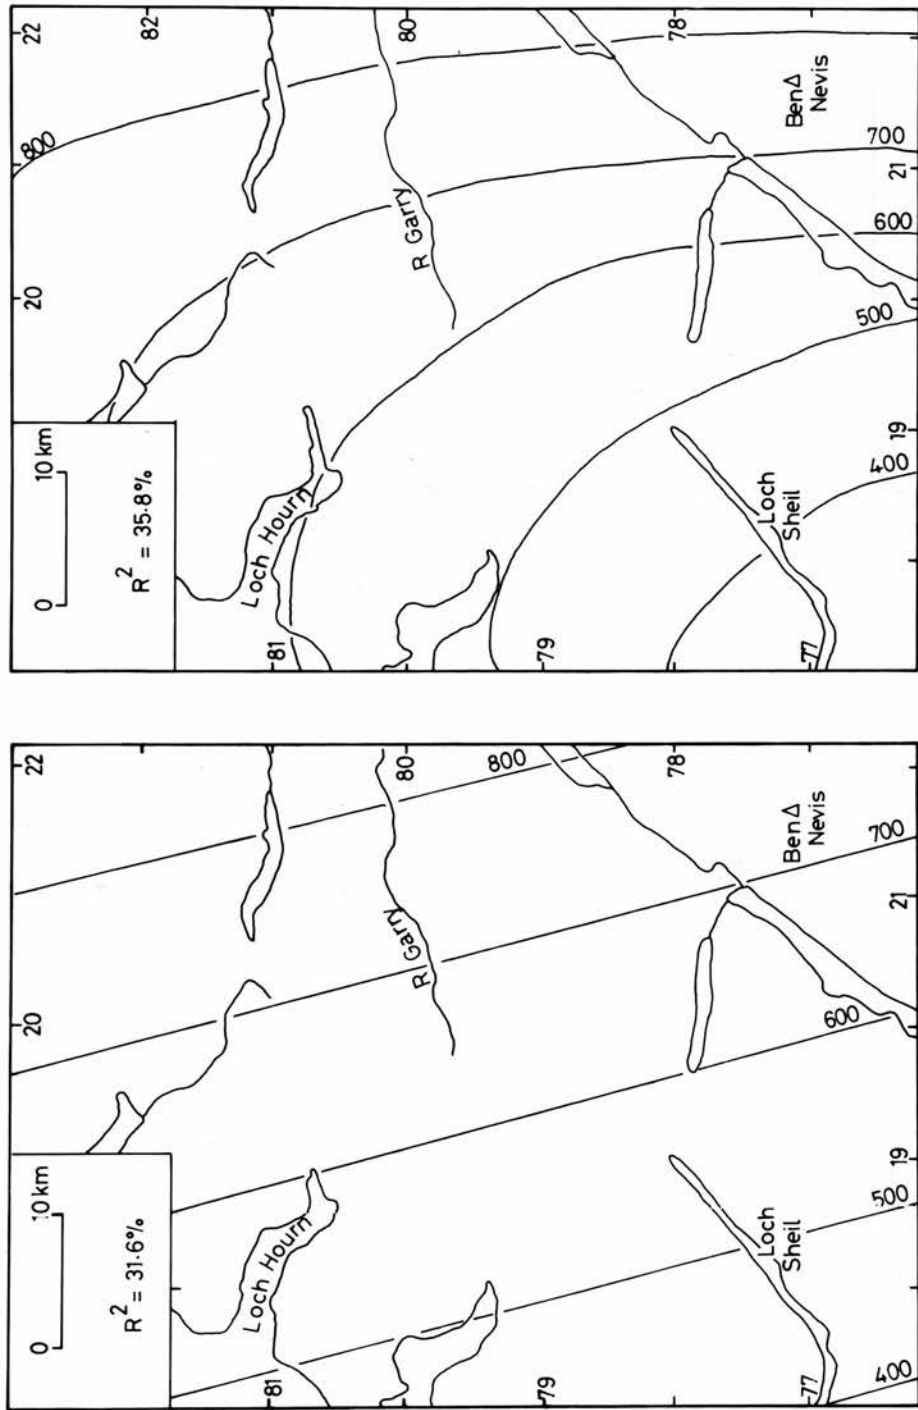 0 10 km
R² = 31·6%
20
22
81
Loch Hourn
80
R Garry
800
79
78
77
Loch
Sheil
Ben Δ
Nevis
400
500
600
700
19
21
0 10 km
R² = 35·8%
20
22
800
82
81
Loch Hourn
80
R Garry
79
78
77
Loch
Sheil
Ben Δ
Nevis
400
500
600
700
19
21